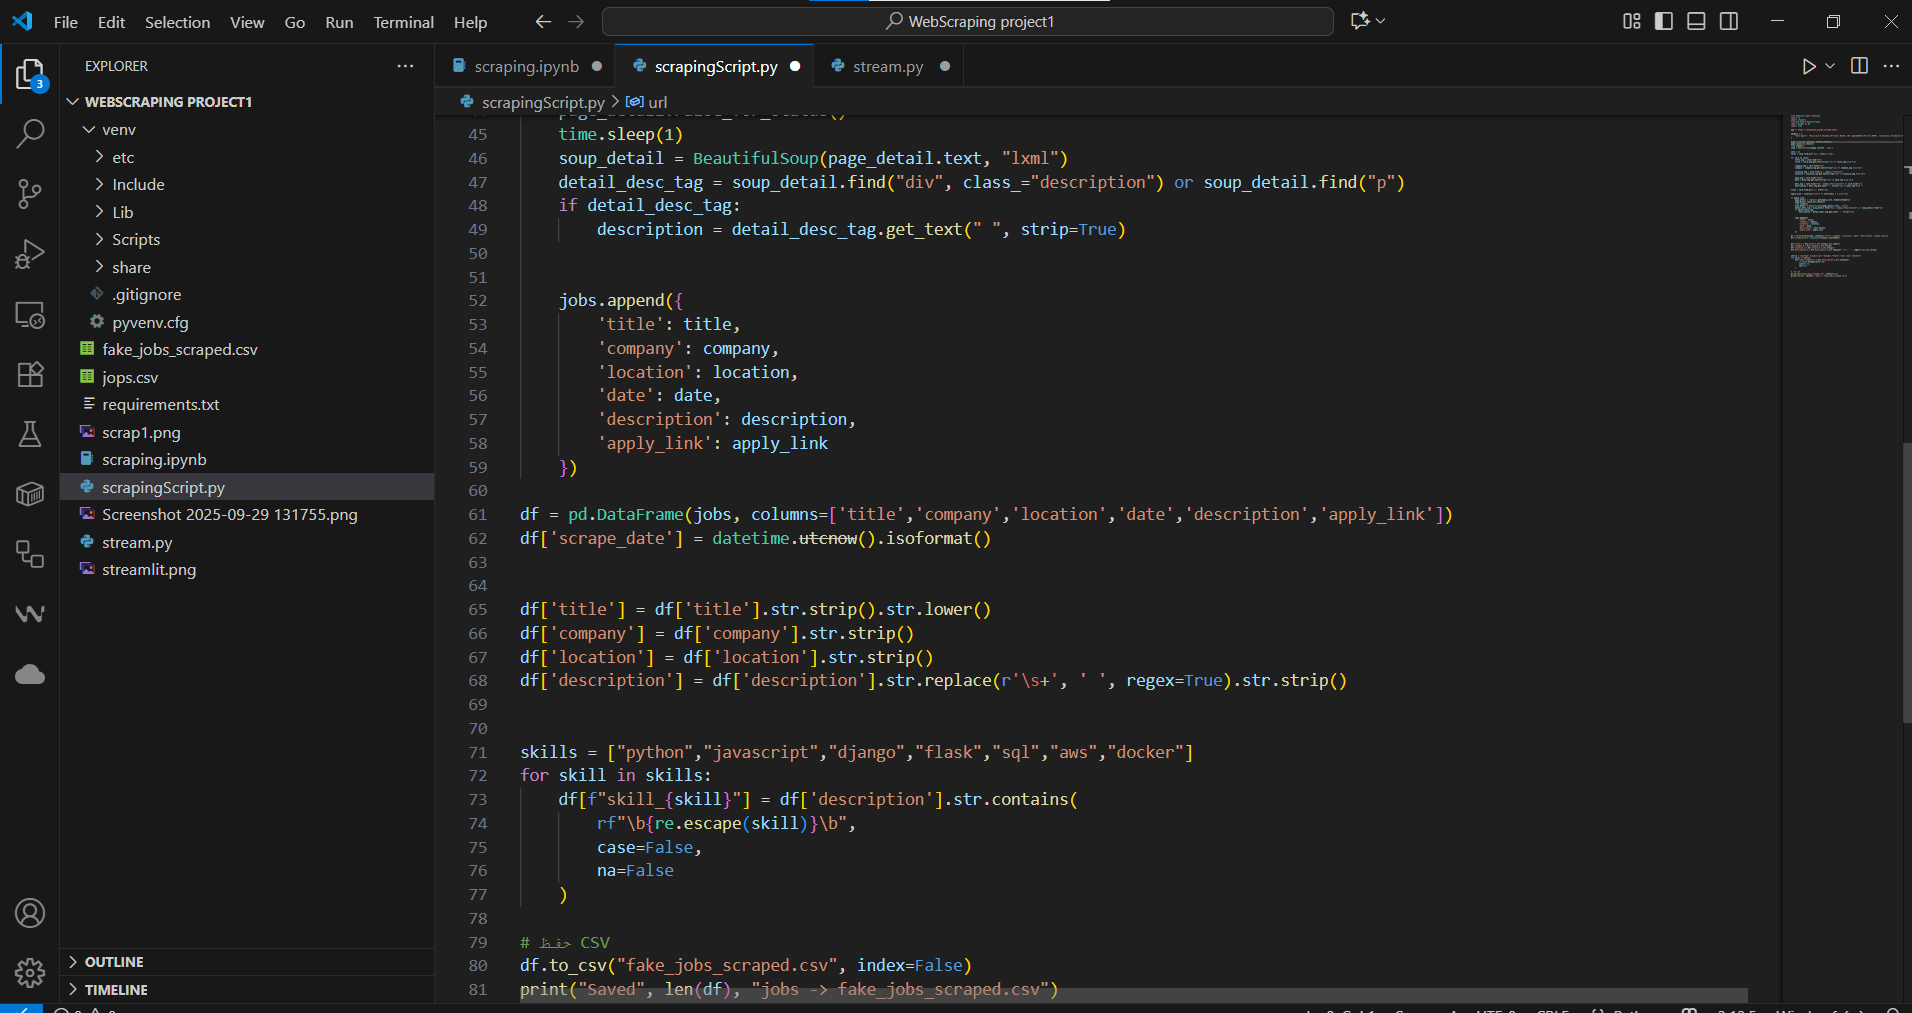 File Edit Selection View Go Run Terminal Help
WebScraping project1
EXPLORER
3
WEBSCRAPING PROJECT1
venv
etc
Include
Lib
Scripts
share
.gitignore
pyvenv.cfg
fake_jobs_scraped.csv
jops.csv
requirements.txt
scrap1.png
scraping.ipynb
scrapingScript.py
Screenshot 2025-09-29 131755.png
stream.py
streamlit.png
OUTLINE
TIMELINE
scraping.ipynb
scrapingScript.py
stream.py
scrapingScript.py > url
45 time.sleep(1)
46 soup_detail = BeautifulSoup(page_detail.text, "lxml")
47 detail_desc_tag = soup_detail.find("div", class_="description") or soup_detail.find("p")
48 if detail_desc_tag:
49 description = detail_desc_tag.get_text(" ", strip=True)
50
51
52 jobs.append({
53 'title': title,
54 'company': company,
55 'location': location,
56 'date': date,
57 'description': description,
58 'apply_link': apply_link
59 })
60
61 df = pd.DataFrame(jobs, columns=['title','company','location','date','description','apply_link'])
62 df['scrape_date'] = datetime.utcnow().isoformat()
63
64
65 df['title'] = df['title'].str.strip().str.lower()
66 df['company'] = df['company'].str.strip()
67 df['location'] = df['location'].str.strip()
68 df['description'] = df['description'].str.replace(r'\s+', ' ', regex=True).str.strip()
69
70
71 skills = ["python","javascript","django","flask","sql","aws","docker"]
72 for skill in skills:
73 df[f"skill_{skill}"] = df['description'].str.contains(
74 rf"\b{re.escape(skill)}\b",
75 case=False,
76 na=False
77 )
78
79 # حفظ CSV
80 df.to_csv("fake_jobs_scraped.csv", index=False)
81 print("Saved", len(df), "jobs -> fake_jobs_scraped.csv")